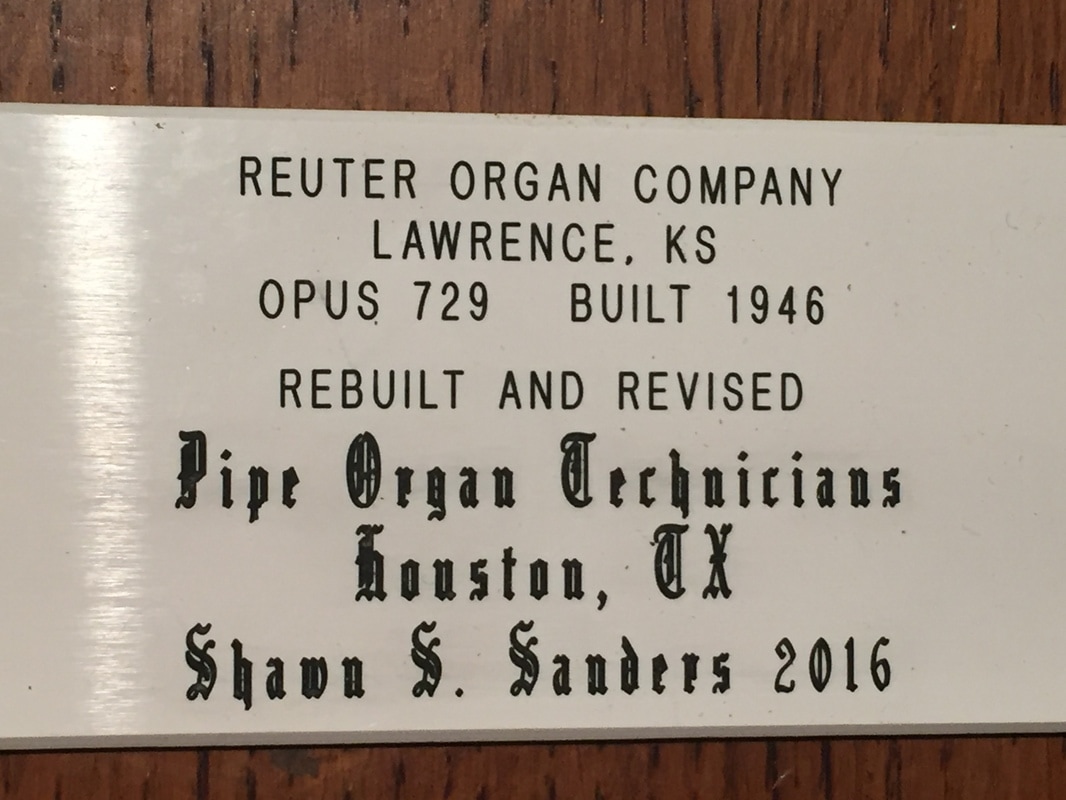 REUTER ORGAN COMPANY
LAWRENCE, KS
OPUS 729 BUILT 1946
REBUILT AND REVISED
Pipe Organ Technicians
Houston, TX
Shawn S. Sanders 2016